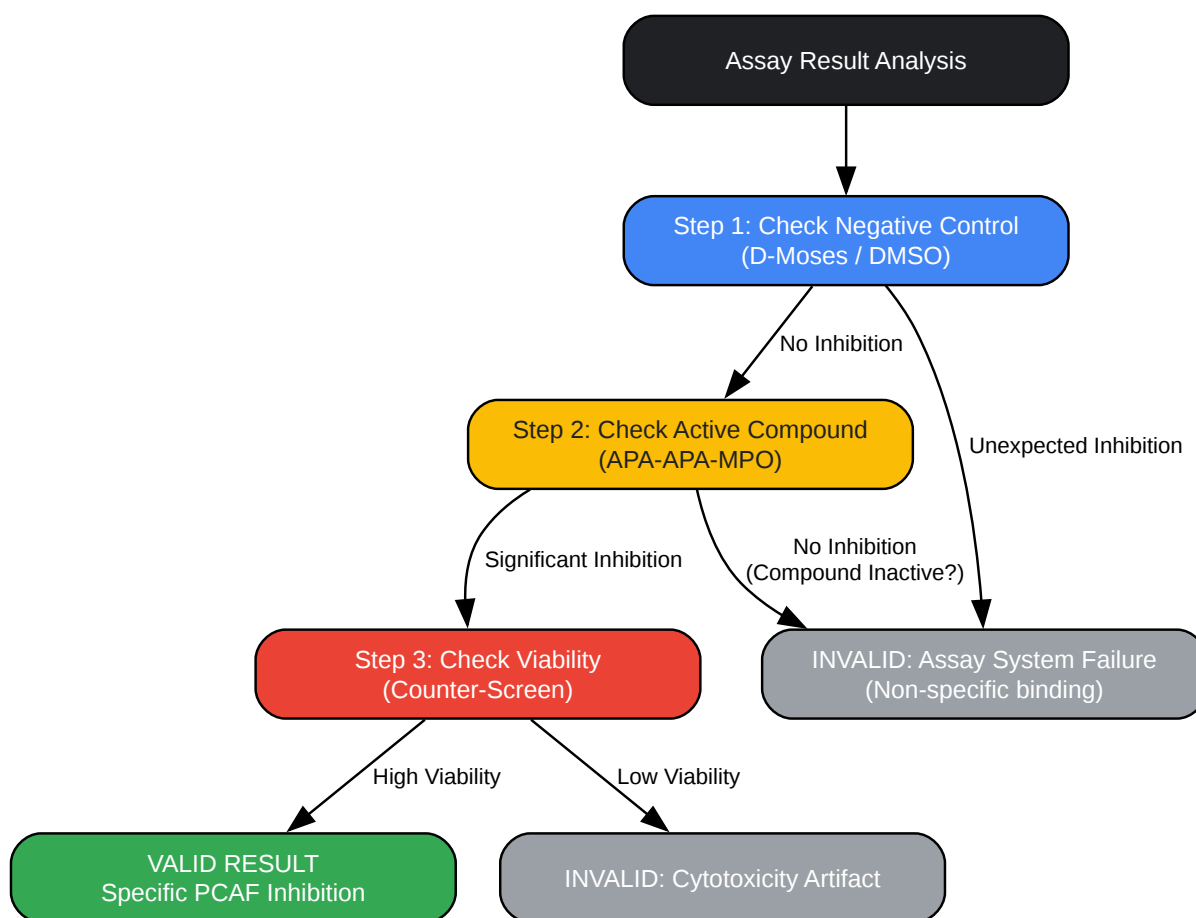 Assay Result Analysis
Step 1: Check Negative Control
(D-Moses / DMSO)
No Inhibition
Unexpected Inhibition
Step 2: Check Active Compound
(APA-APA-MPO)
Significant Inhibition
No Inhibition
(Compound Inactive?)
Step 3: Check Viability
(Counter-Screen)
INVALID: Assay System Failure
(Non-specific binding)
High Viability
Low Viability
VALID RESULT
Specific PCAF Inhibition
INVALID: Cytotoxicity Artifact